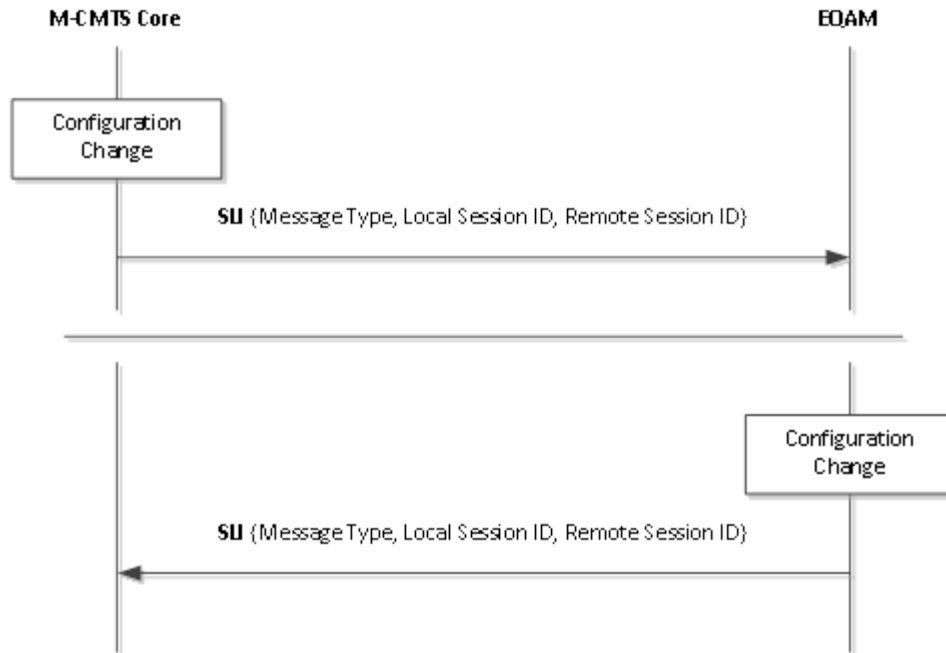 M-CMTS Core
EQAM
Configuration
Change
SLI {Message Type, Local Session ID, Remote Session ID}
Configuration
Change
SLI {Message Type, Local Session ID, Remote Session ID}